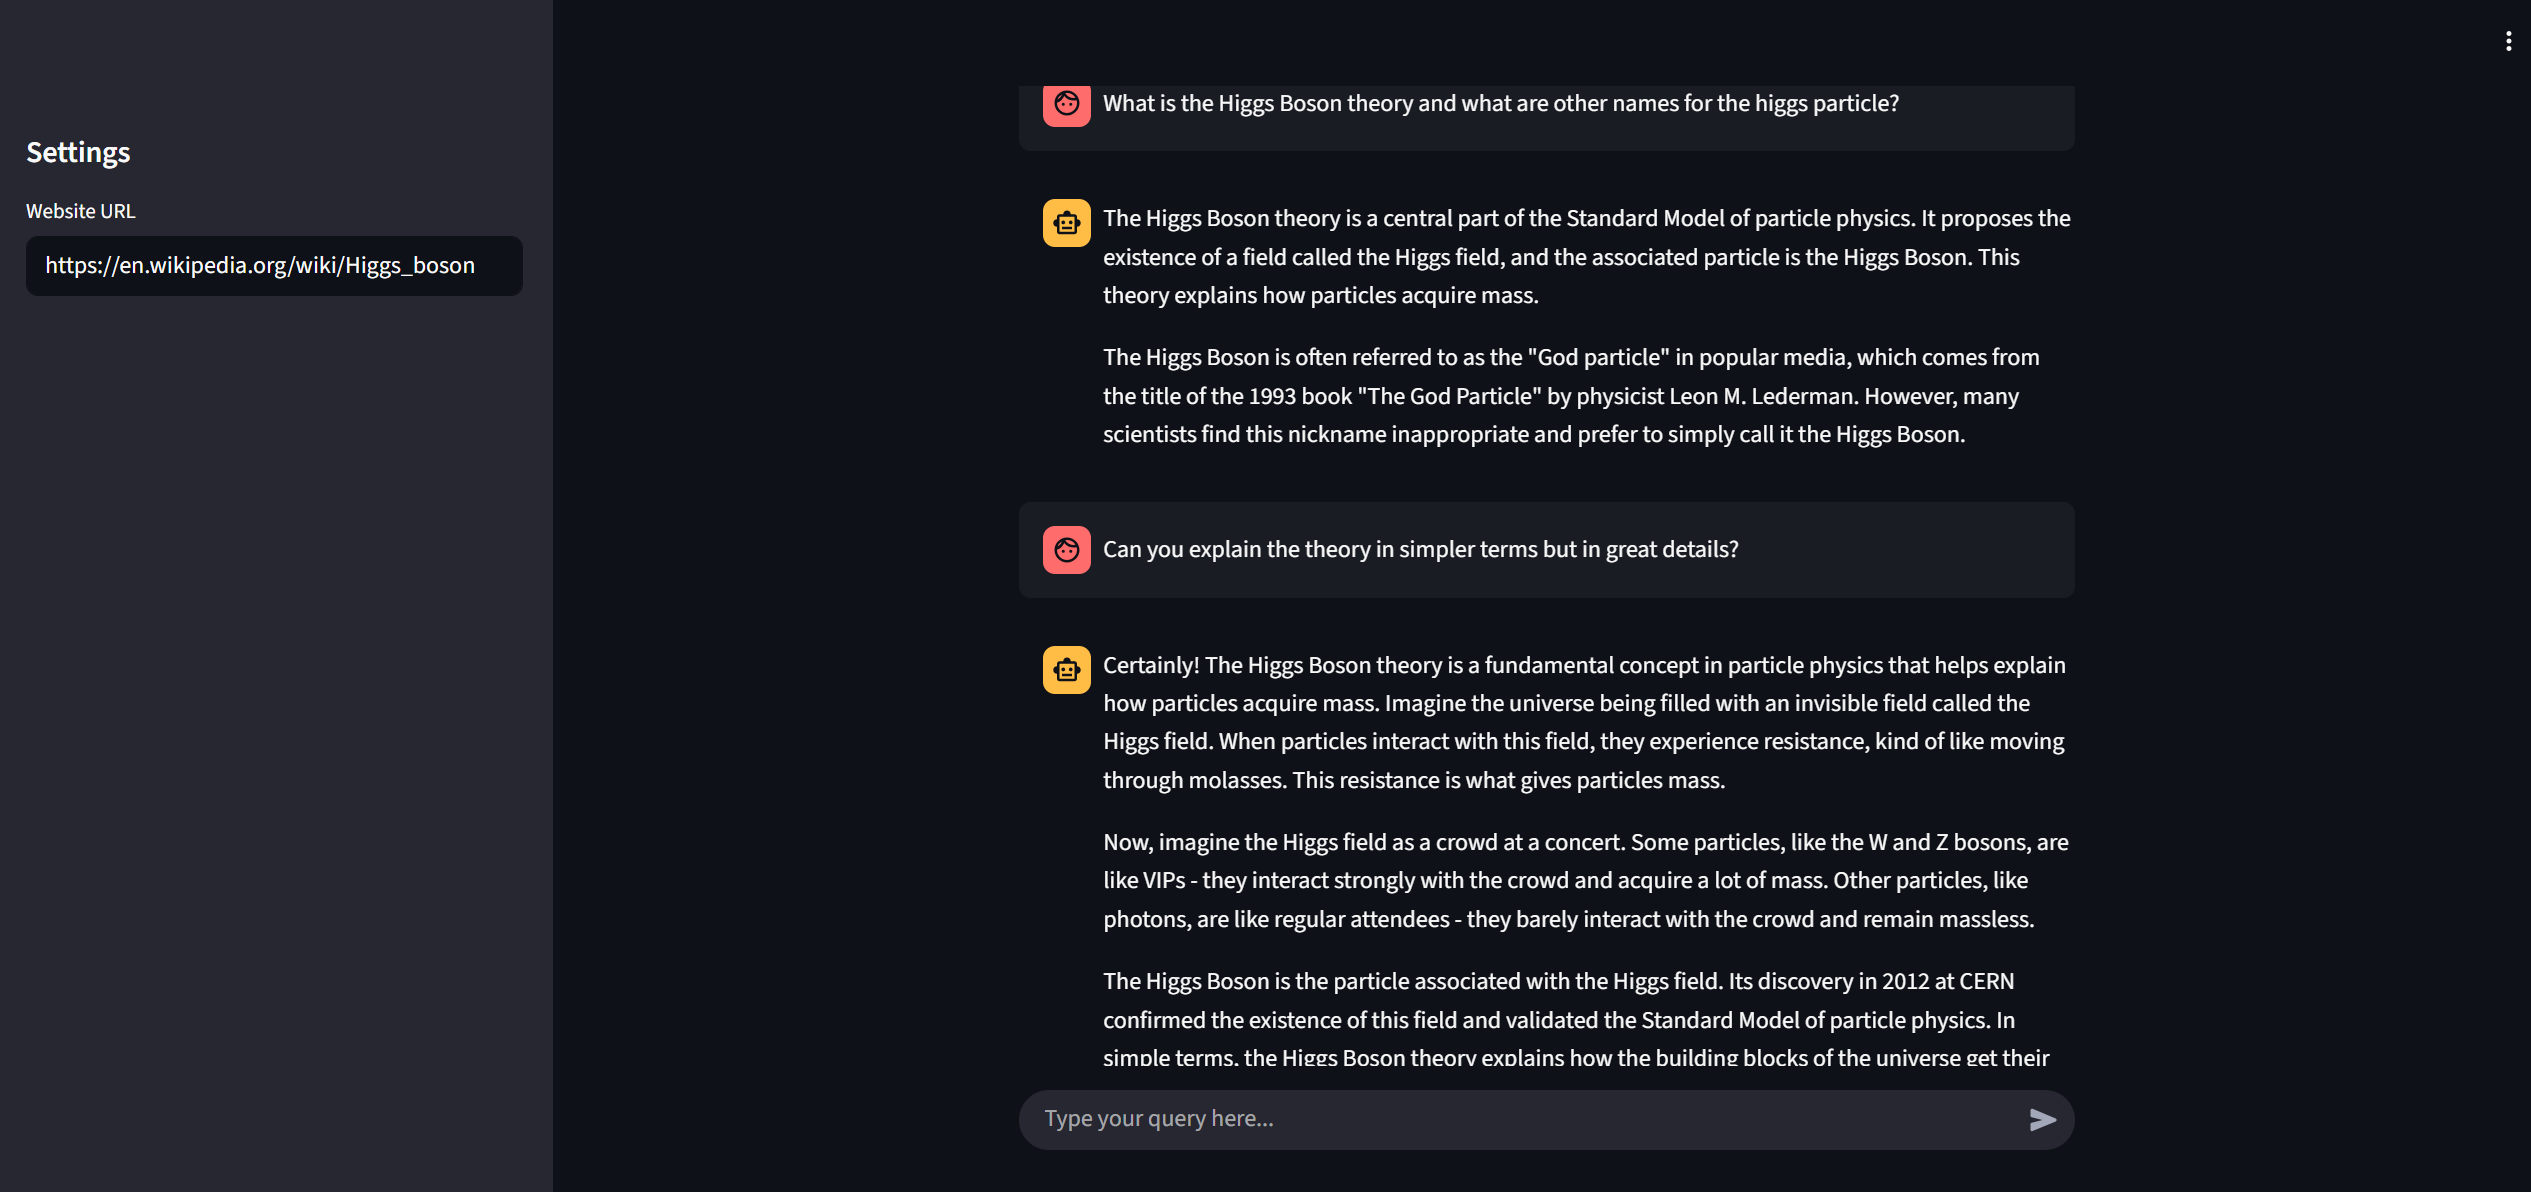 Settings
Website URL
https://en.wikipedia.org/wiki/Higgs_boson
What is the Higgs Boson theory and what are other names for the higgs particle?
The Higgs Boson theory is a central part of the Standard Model of particle physics. It proposes the
existence of a field called the Higgs field, and the associated particle is the Higgs Boson. This
theory explains how particles acquire mass.
The Higgs Boson is often referred to as the "God particle" in popular media, which comes from
the title of the 1993 book "The God Particle" by physicist Leon M. Lederman. However, many
scientists find this nickname inappropriate and prefer to simply call it the Higgs Boson.
Can you explain the theory in simpler terms but in great details?
Certainly! The Higgs Boson theory is a fundamental concept in particle physics that helps explain
how particles acquire mass. Imagine the universe being filled with an invisible field called the
Higgs field. When particles interact with this field, they experience resistance, kind of like moving
through molasses. This resistance is what gives particles mass.
Now, imagine the Higgs field as a crowd at a concert. Some particles, like the W and Z bosons, are
like VIPs - they interact strongly with the crowd and acquire a lot of mass. Other particles, like
photons, are like regular attendees - they barely interact with the crowd and remain massless.
The Higgs Boson is the particle associated with the Higgs field. Its discovery in 2012 at CERN
confirmed the existence of this field and validated the Standard Model of particle physics. In
simple terms, the Higgs Boson theory explains how the building blocks of the universe get their
Type your query here...